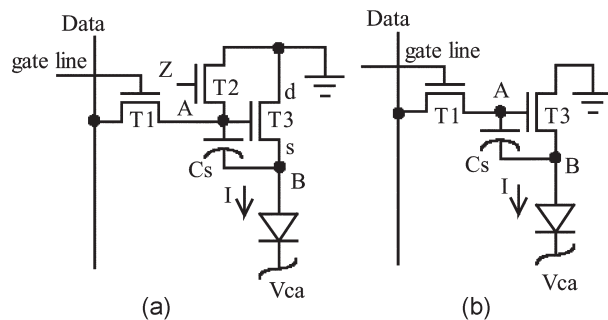 Data
gate line
Z
T2
T1
A
d
T3
s
Cs
B
I
Vca
(a)
Data
gate line
A
T1
T3
Cs
B
I
Vca
(b)